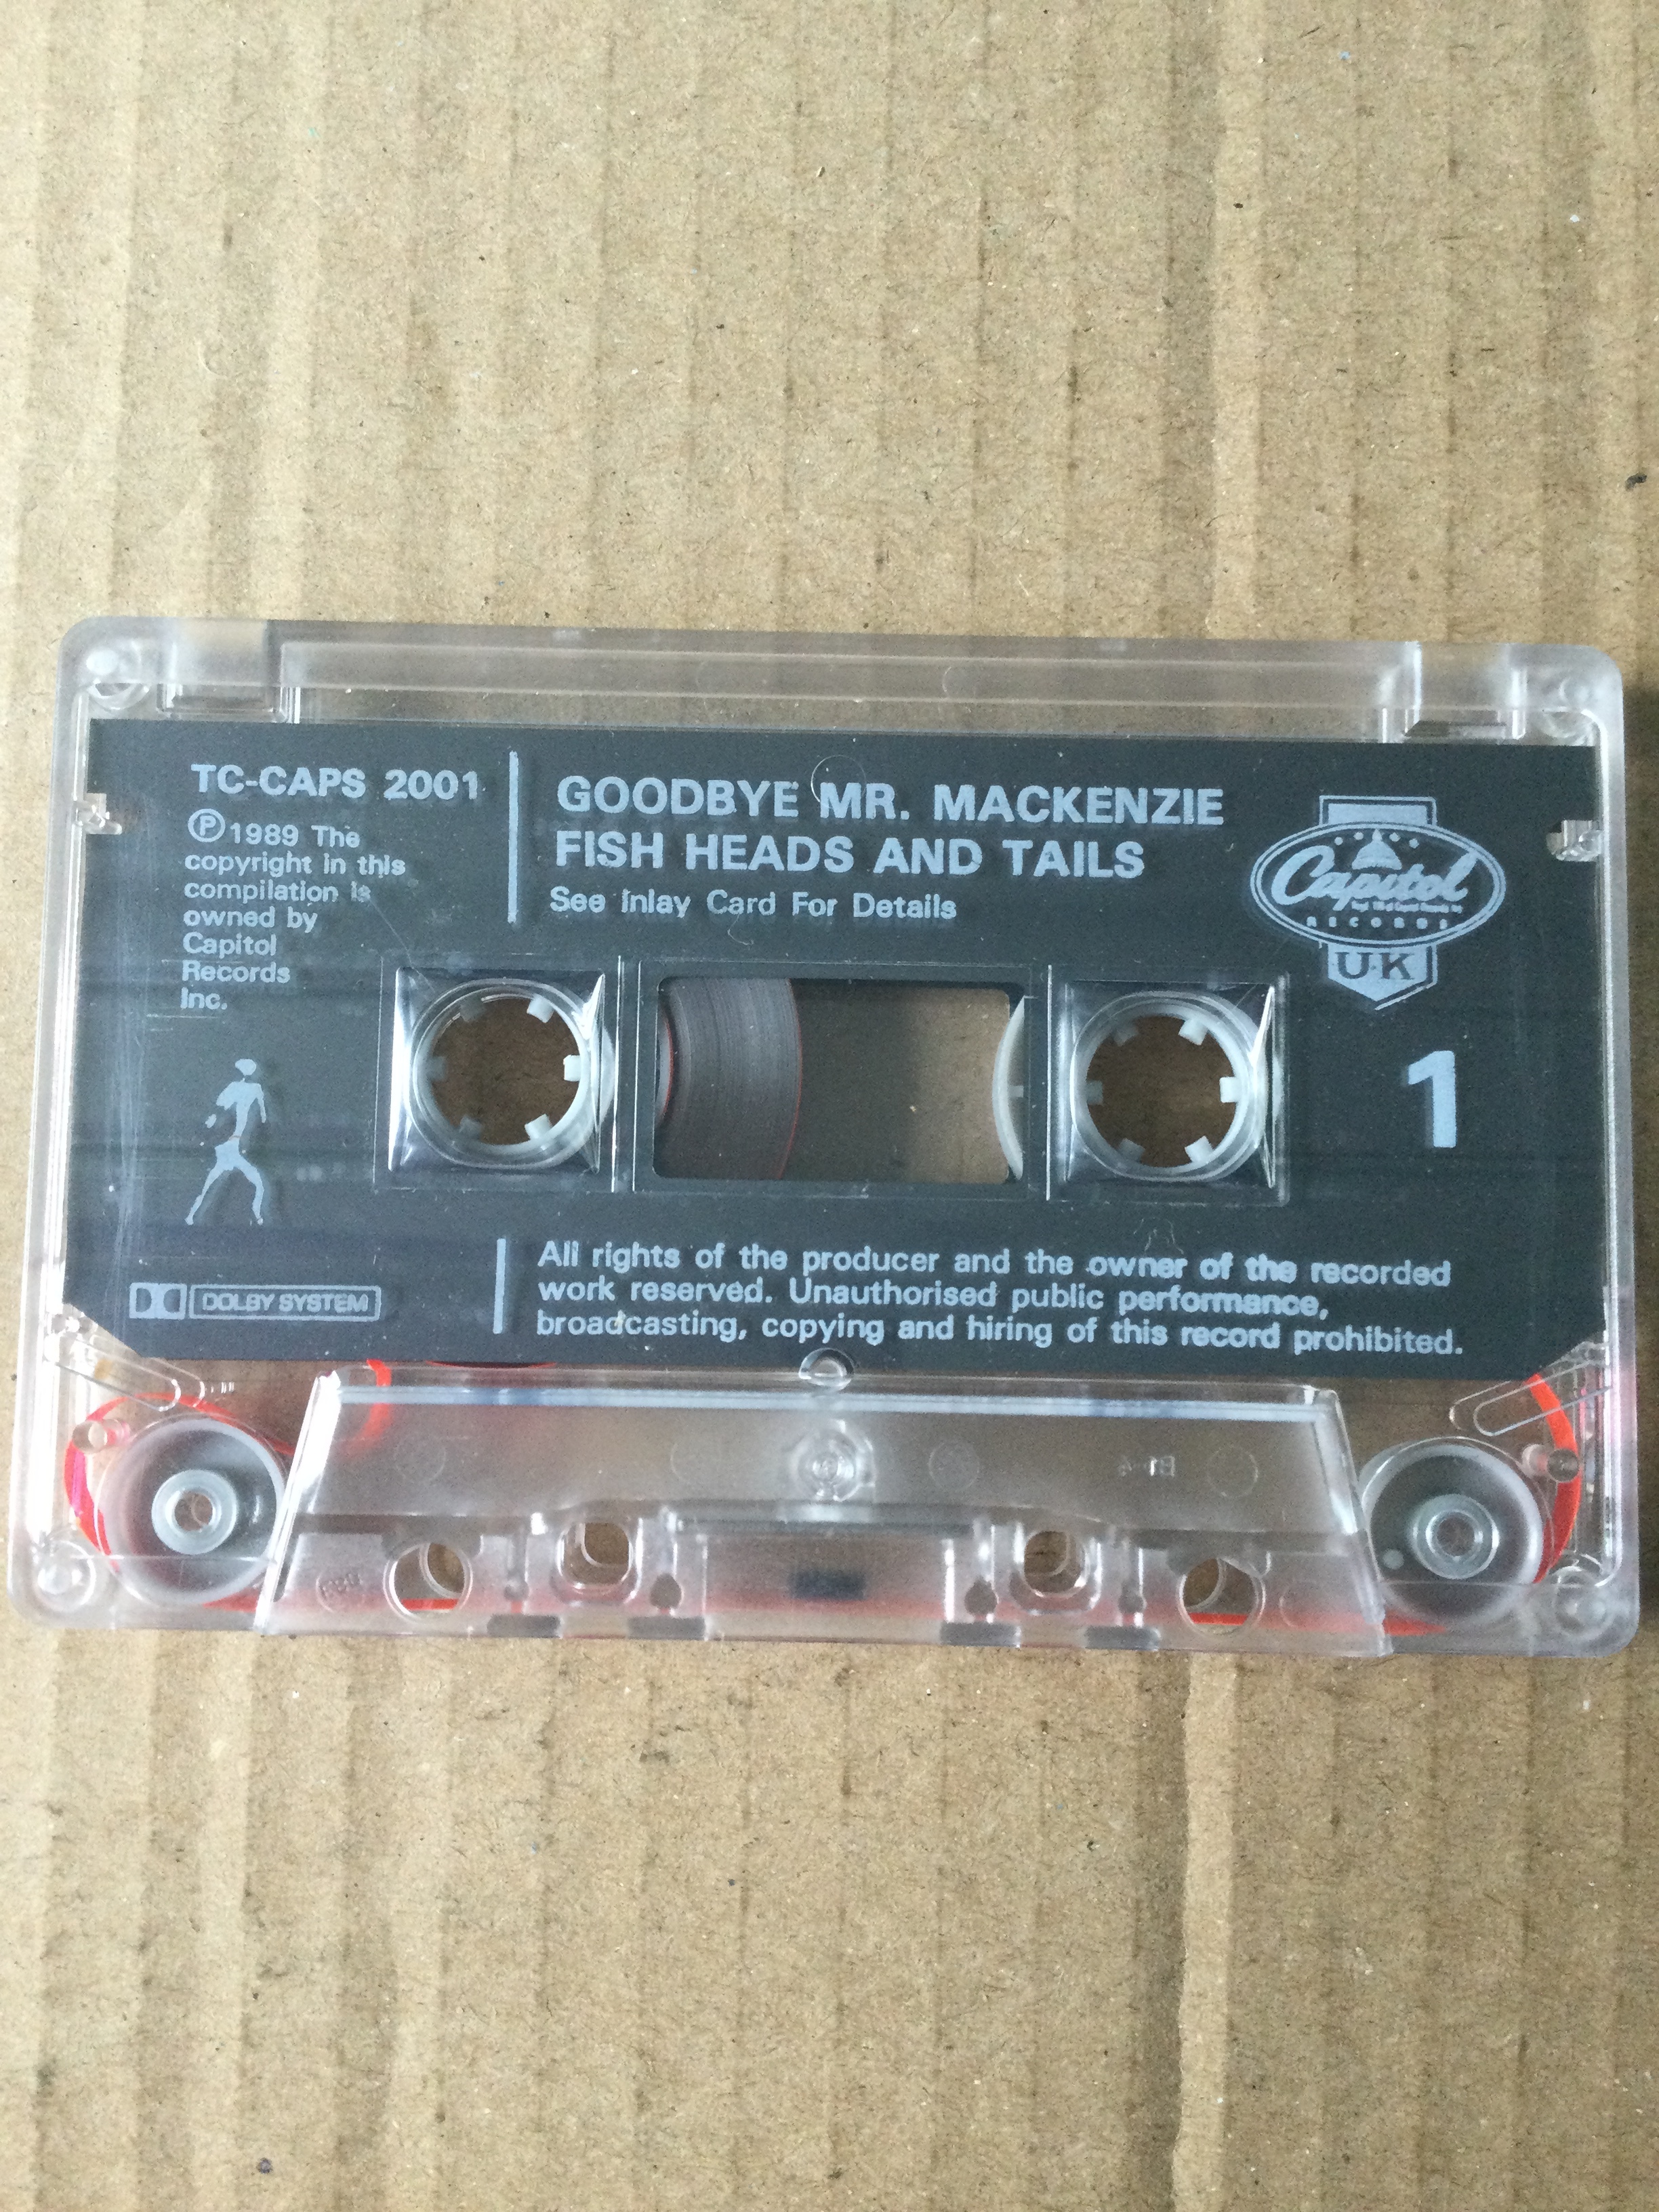 TC-CAPS 2001
℗1989 The
copyright in this
compilation is
owned by
Capitol
Records
Inc.
GOODBYE MR. MACKENZIE
FISH HEADS AND TAILS
See Inlay Card For Details
Capitol
RECORDS
UK
1
DOLBY SYSTEM
All rights of the producer and the owner of the recorded
work reserved. Unauthorised public performance,
broadcasting, copying and hiring of this record prohibited.